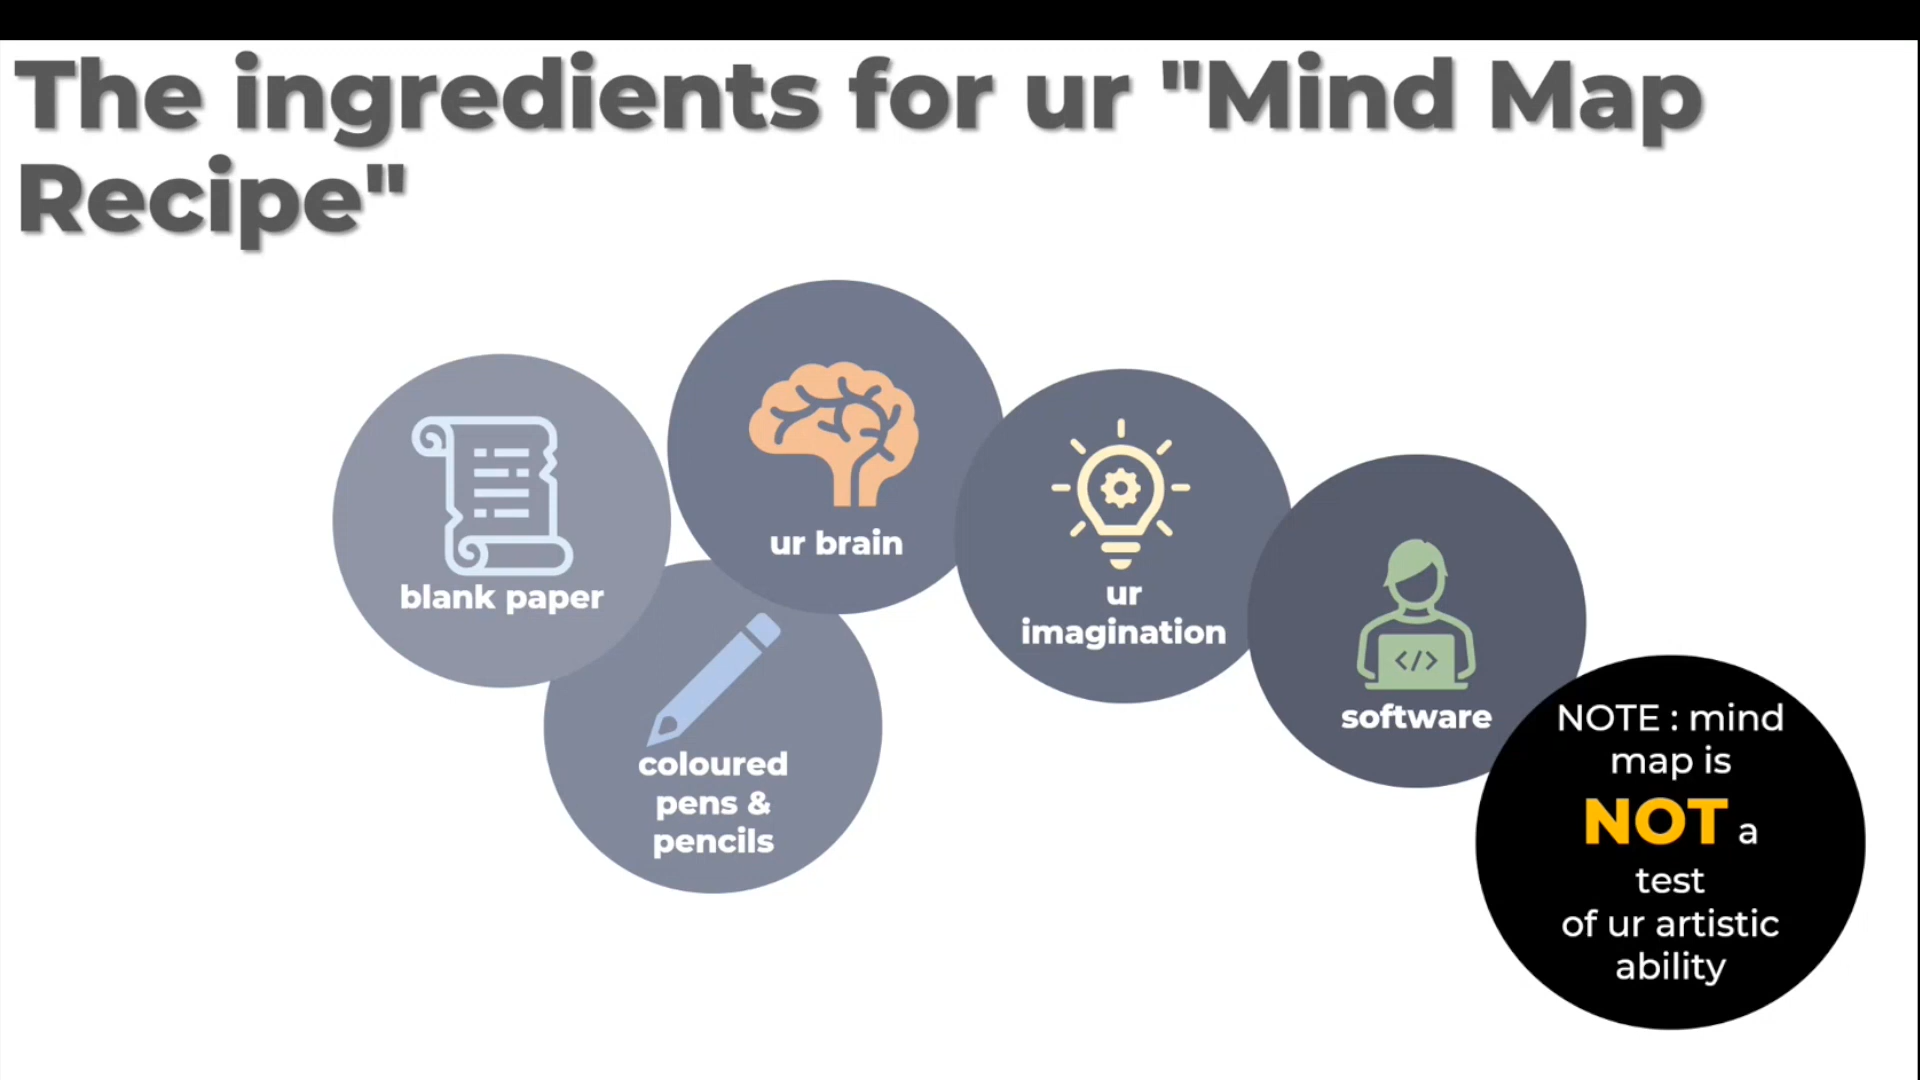 The ingredients for ur "Mind Map
Recipe"
blank paper
coloured
pens &
pencils
ur brain
ur
imagination
</>
software
NOTE : mind
map is
NOT a
test
of ur artistic
ability